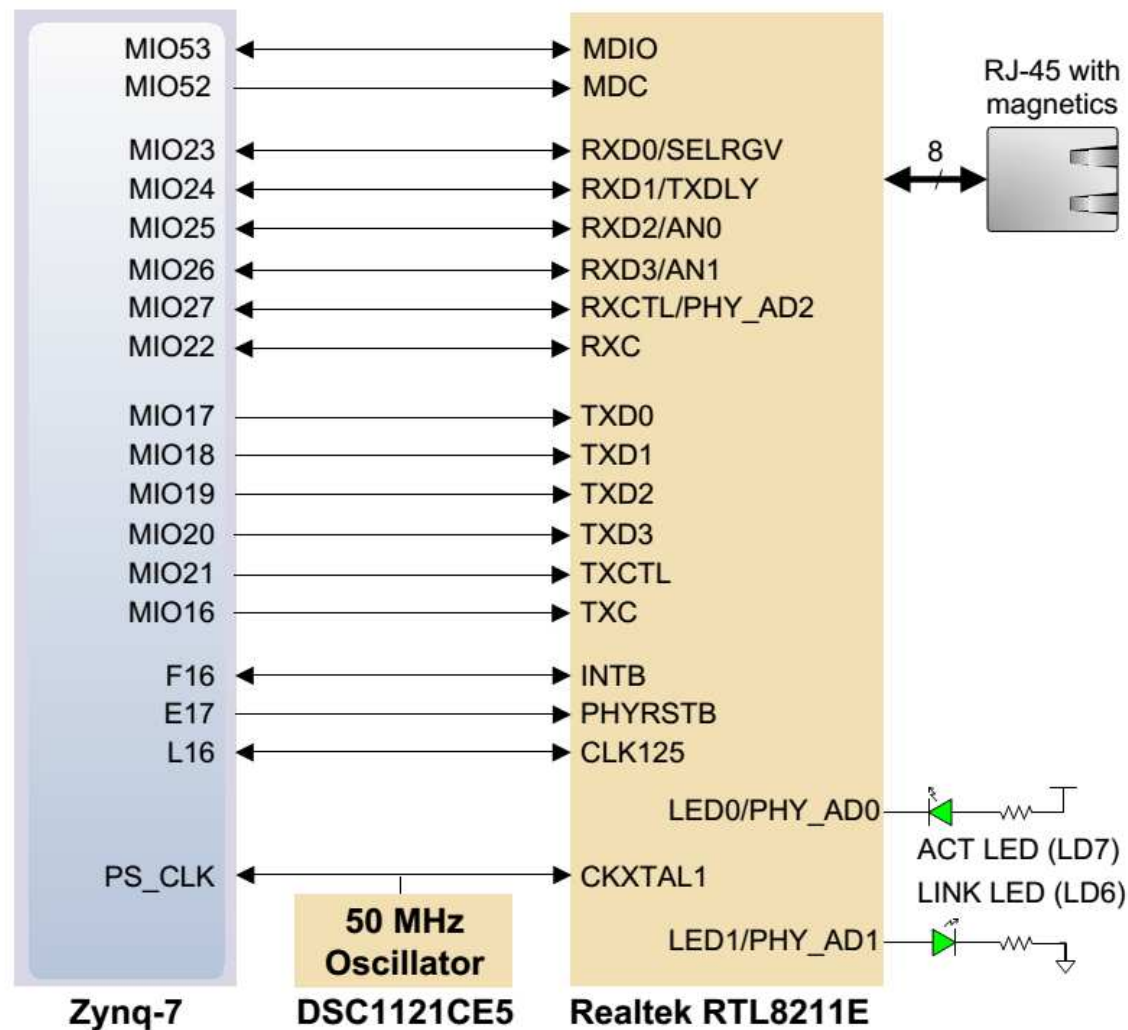 MIO53 MDIO
MIO52 MDC
RJ-45 with
magnetics
MIO23 RXD0/SELRGV
8
MIO24 RXD1/TXDLY
MIO25 RXD2/AN0
MIO26 RXD3/AN1
MIO27 RXCTL/PHY_AD2
MIO22 RXC
MIO17 TXD0
MIO18 TXD1
MIO19 TXD2
MIO20 TXD3
MIO21 TXCTL
MIO16 TXC
F16 INTB
E17 PHYRSTB
L16 CLK125
LED0/PHY_AD0
ACT LED (LD7)
PS_CLK CKXTAL1
LINK LED (LD6)
50 MHz
Oscillator
LED1/PHY_AD1
Zynq-7 DSC1121CE5 Realtek RTL8211E